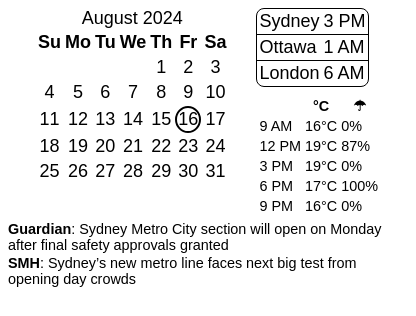 August 2024
Su Mo Tu We Th Fr Sa
1 2 3
4 5 6 7 8 9 10
11 12 13 14 15 16 17
18 19 20 21 22 23 24
25 26 27 28 29 30 31
Sydney 3 PM
Ottawa 1 AM
London 6 AM
°C ☂
9 AM 16°C 0%
12 PM 19°C 87%
3 PM 19°C 0%
6 PM 17°C 100%
9 PM 16°C 0%
Guardian: Sydney Metro City section will open on Monday
after final safety approvals granted
SMH: Sydney’s new metro line faces next big test from
opening day crowds